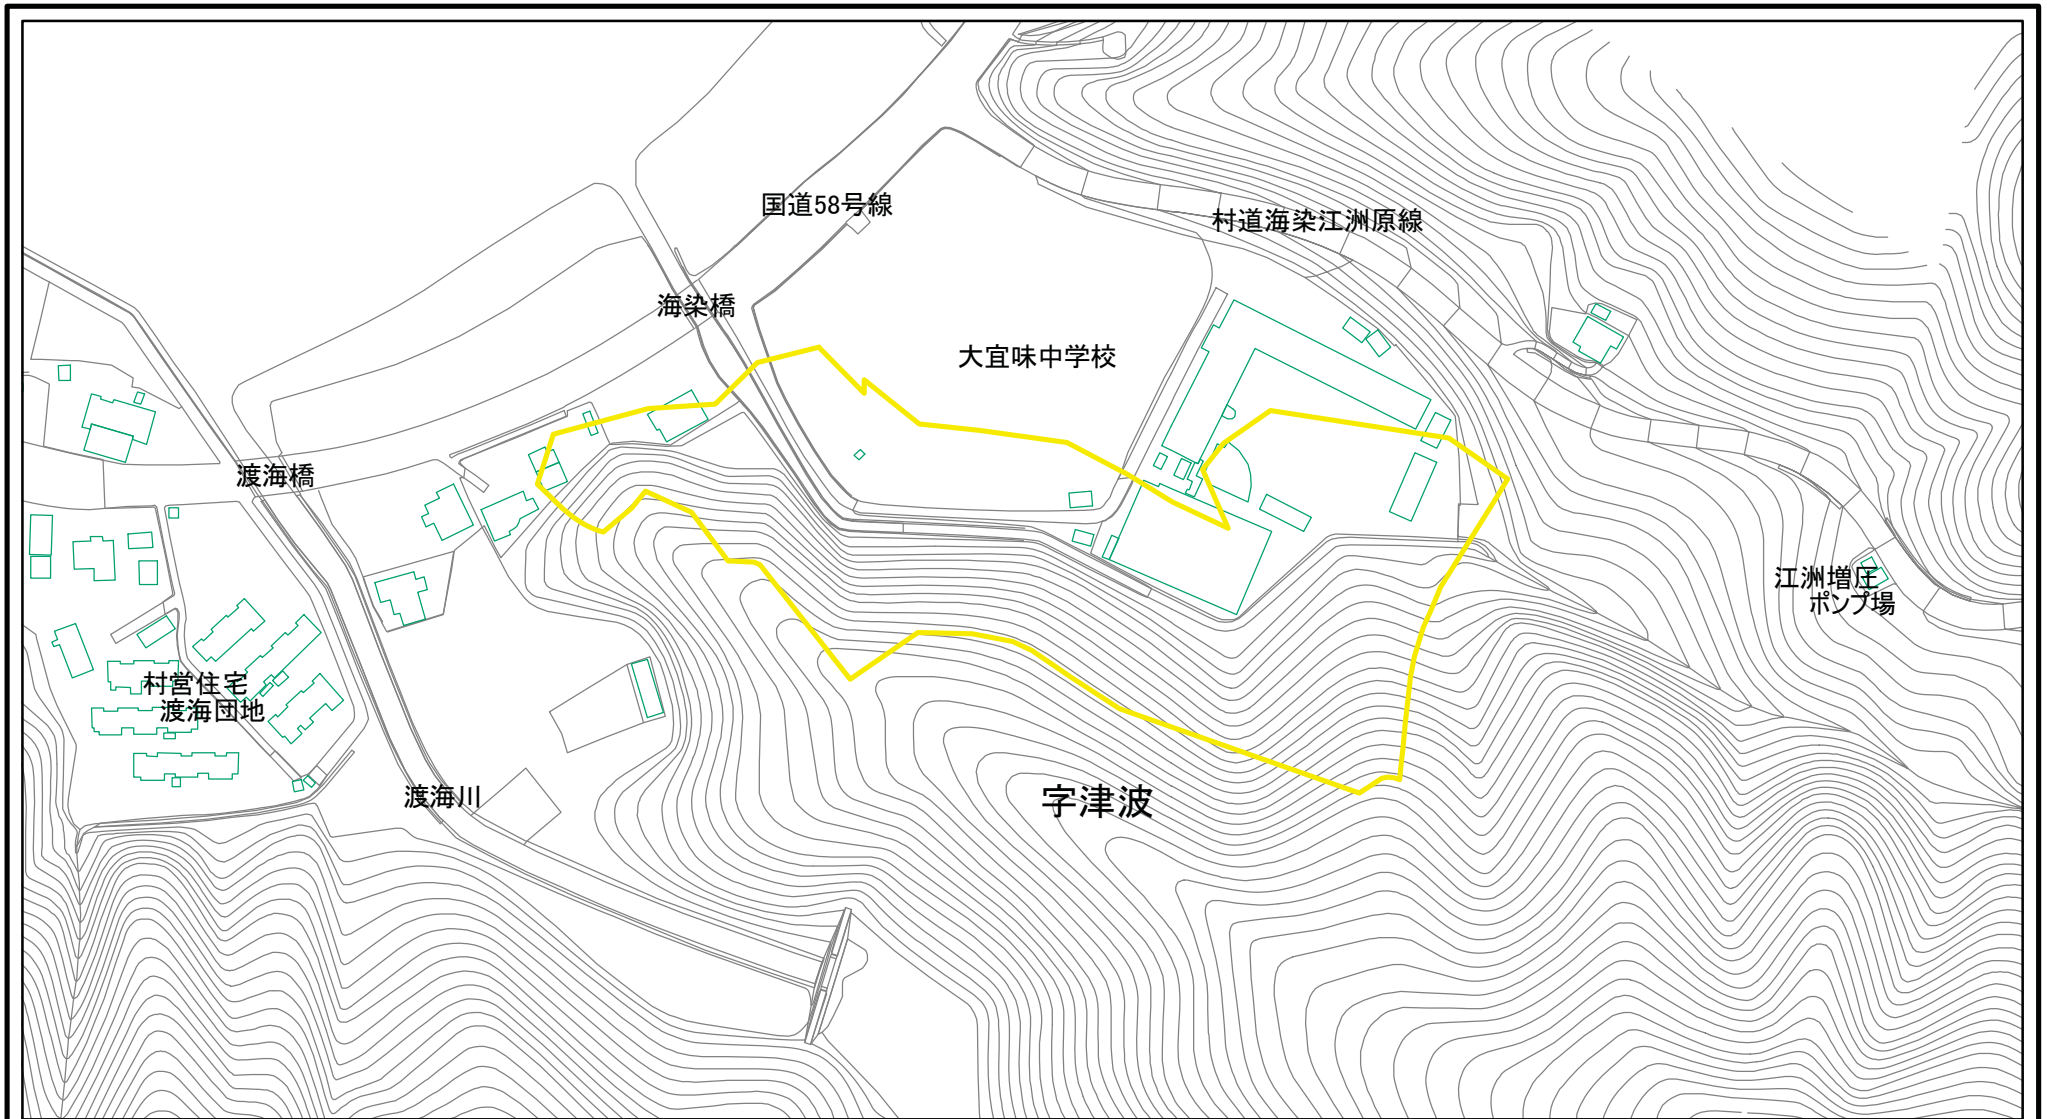 国道58号線
村道海染江洲原線
海染橋
大宜味中学校
渡海橋
江洲増圧
ポンプ場
村営住宅
渡海団地
渡海川
字津波